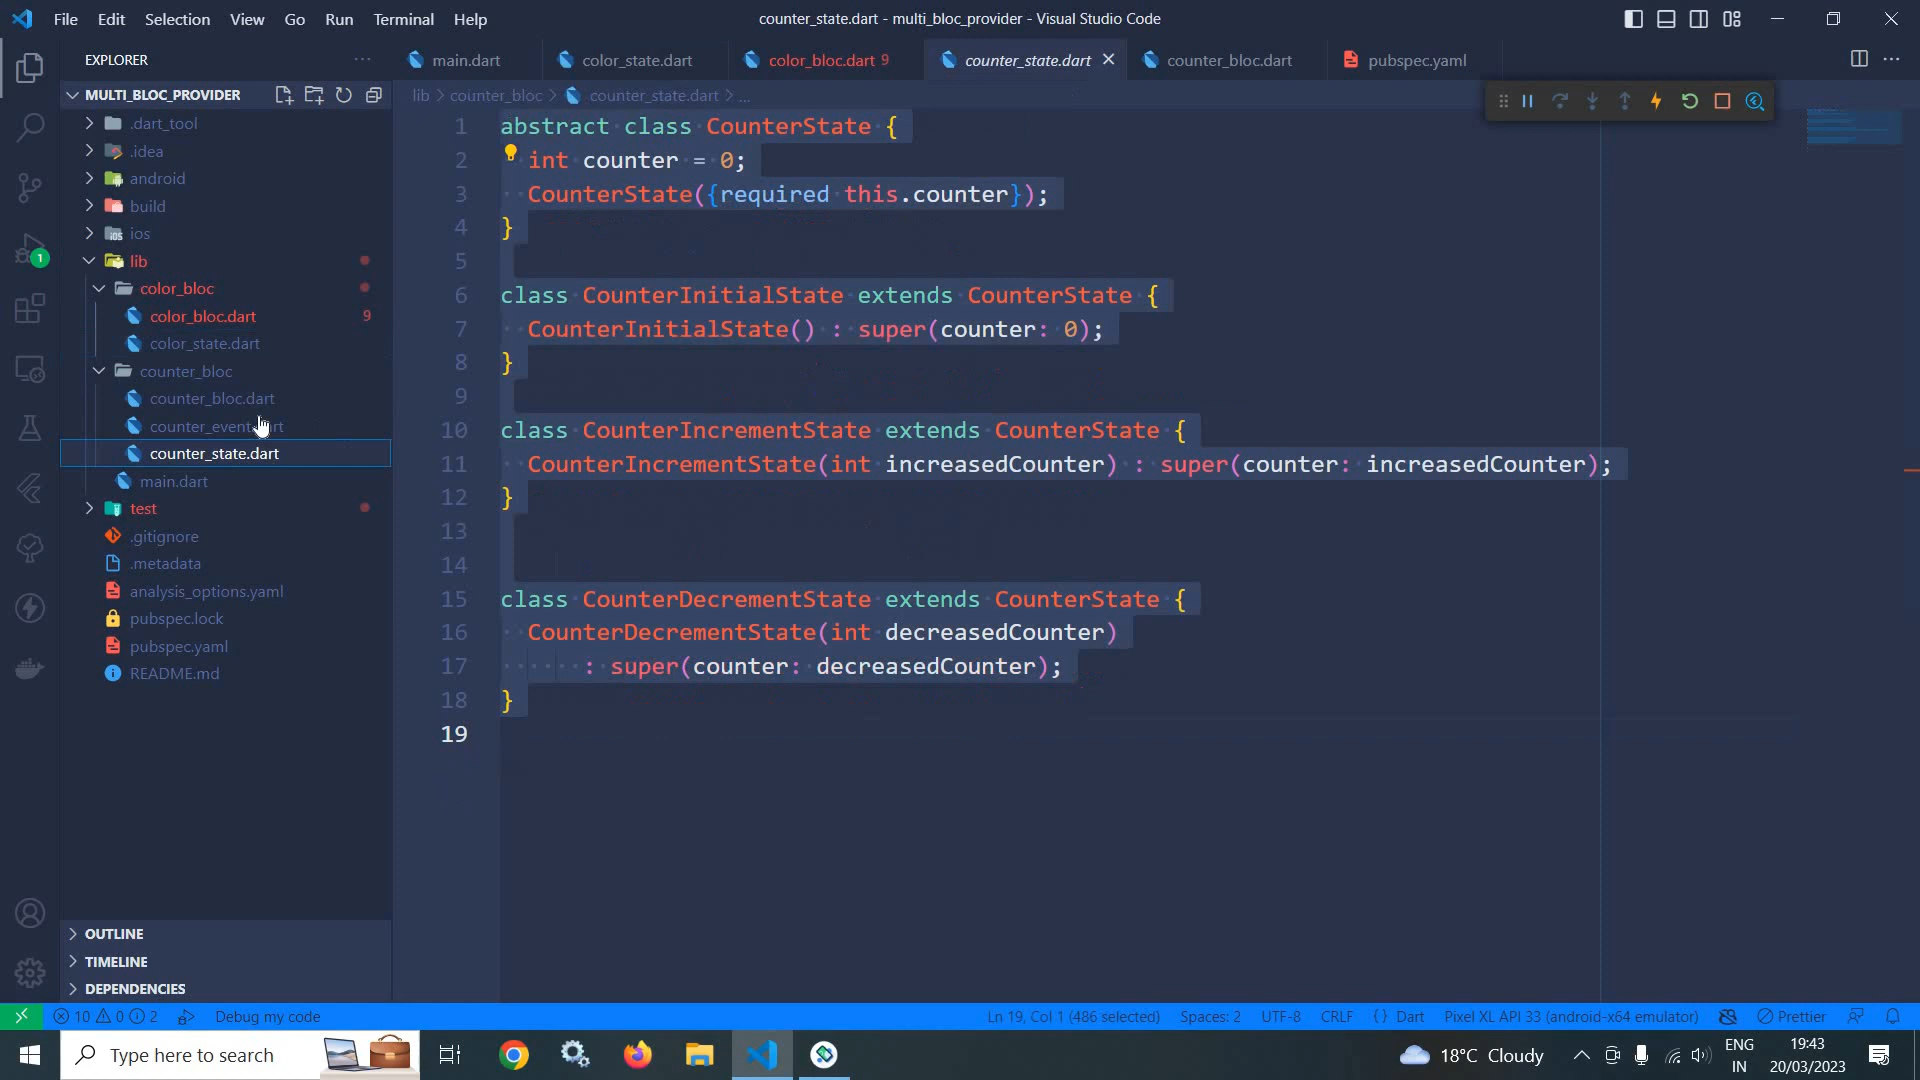 File Edit Selection View Go Run Terminal Help
counter_state.dart - multi_bloc_provider - Visual Studio Code
EXPLORER
main.dart
color_state.dart
color_bloc.dart 9
counter_state.dart
counter_bloc.dart
pubspec.yaml
MULTI_BLOC_PROVIDER
lib > counter_bloc > counter_state.dart > ...
.dart_tool
.idea
android
build
ios
lib
color_bloc
color_bloc.dart 9
color_state.dart
counter_bloc
counter_bloc.dart
counter_event
rt
counter_state.dart
main.dart
test
.gitignore
.metadata
analysis_options.yaml
pubspec.lock
pubspec.yaml
README.md
1
1 abstract class CounterState {
2 int counter = 0;
3 CounterState({required this.counter});
4 }
5
6 class CounterInitialState extends CounterState {
7 CounterInitialState() : super(counter: 0);
8 }
9
10 class CounterIncrementState extends CounterState {
11 CounterIncrementState(int increasedCounter) : super(counter: increasedCounter);
12 }
13
14
15 class CounterDecrementState extends CounterState {
16 CounterDecrementState(int decreasedCounter)
17 : super(counter: decreasedCounter);
18 }
19
OUTLINE
TIMELINE
DEPENDENCIES
10 0 2 Debug my code
Ln 19, Col 1 (486 selected) Spaces: 2 UTF-8 CRLF {} Dart Pixel XL API 33 (android-x64 emulator) Prettier
Type here to search
18°C Cloudy
ENG
IN
19:43
20/03/2023